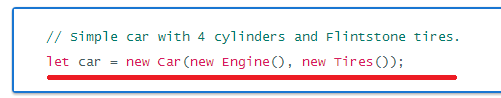 // Simple car with 4 cylinders and Flintstone tires.
let car = new Car(new Engine(), new Tires());